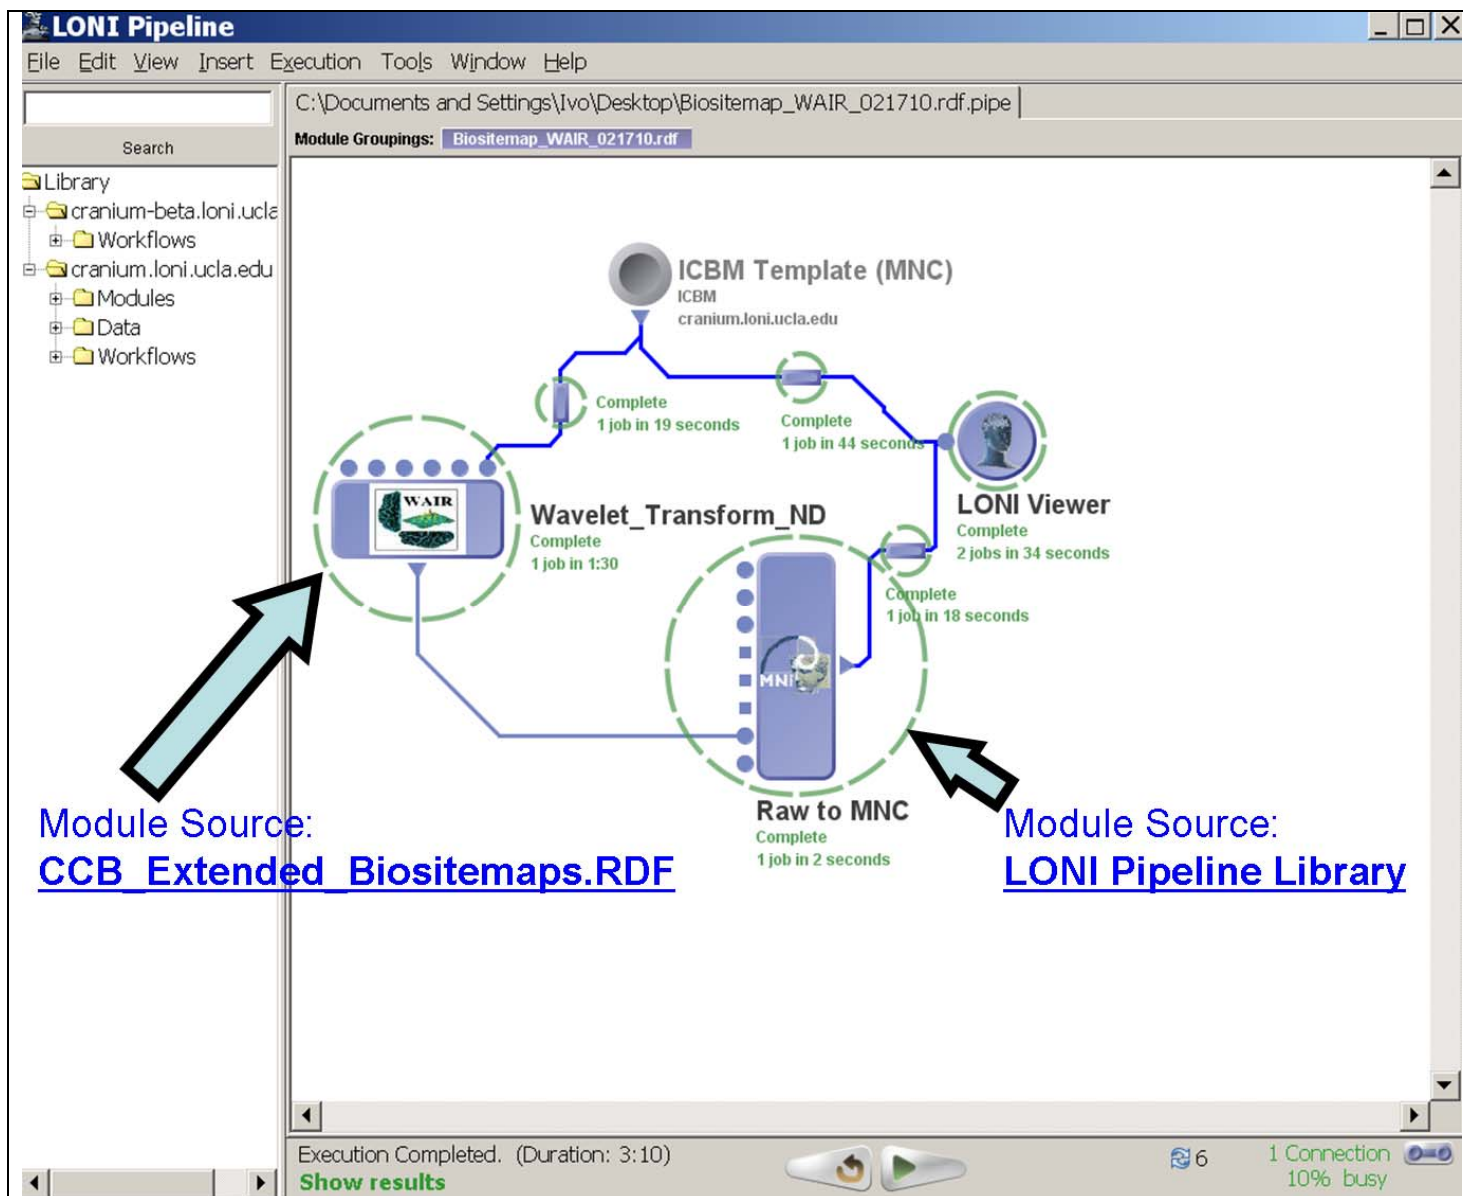 LONI Pipeline
File Edit View Insert Execution Tools Window Help
C:\Documents and Settings\Ivo\Desktop\Biositemap_WAIR_021710.rdf.pipe
Module Groupings: Biositemap_WAIR_021710.rdf
Search
Library
cranium-beta.loni.ucla
Workflows
cranium.loni.ucla.edu
Modules
Data
Workflows
ICBM Template (MNC)
ICBM
cranium.loni.ucla.edu
Complete
1 job in 19 seconds
Complete
1 job in 44 seconds
WAIR
Wavelet_Transform_ND
Complete
1 job in 1:30
LONI Viewer
Complete
2 jobs in 34 seconds
Complete
1 job in 18 seconds
MNI
Raw to MNC
Complete
1 job in 2 seconds
Module Source:
CCB_Extended_Biositemaps.RDF
Module Source:
LONI Pipeline Library
Execution Completed. (Duration: 3:10)
Show results
6
1 Connection
10% busy